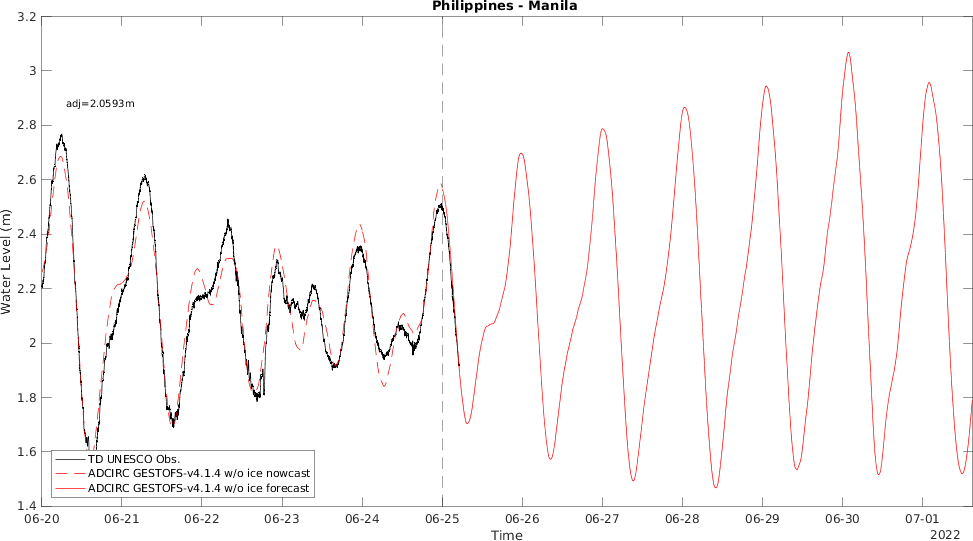 Philippines - Manila
3.2
3
2.8
2.6
2.4
2.2
2
1.8
1.6
1.4
Water Level (m)
adj=2.0593m
TD UNESCO Obs.
ADCIRC GESTOFS-v4.1.4 w/o ice nowcast
ADCIRC GESTOFS-v4.1.4 w/o ice forecast
06-20 06-21 06-22 06-23 06-24 06-25 06-26 06-27 06-28 06-29 06-30 07-01
2022
Time